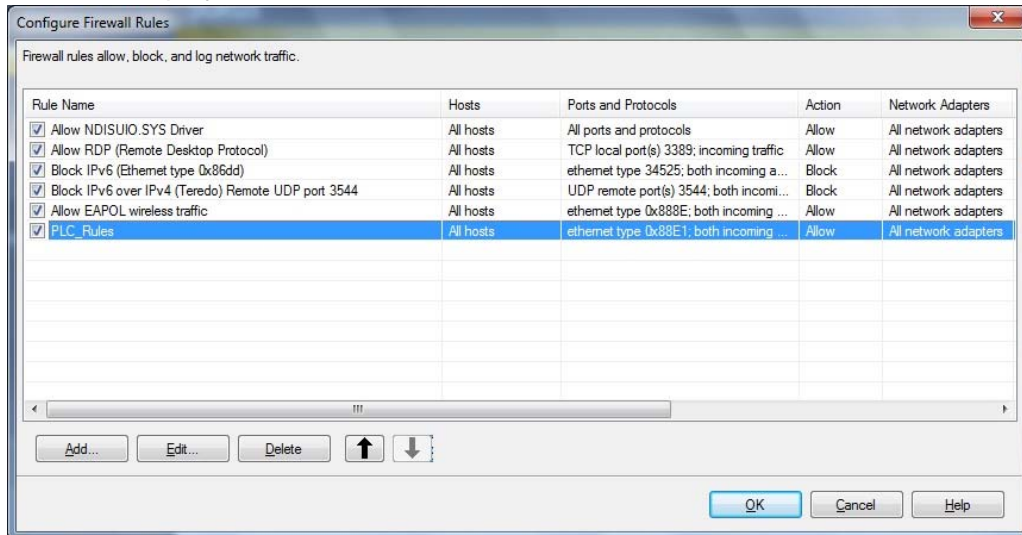 Configure Firewall Rules
Firewall rules allow, block, and log network traffic.
Rule Name Hosts Ports and Protocols Action Network Adapters
Allow NDISUIO.SYS Driver All hosts All ports and protocols Allow All network adapters
Allow RDP (Remote Desktop Protocol) All hosts TCP local port(s) 3389; incoming traffic Allow All network adapters
Block IPv6 (Ethernet type 0x86dd) All hosts ethernet type 34525; both incoming a... Block All network adapters
Block IPv6 over IPv4 (Teredo) Remote UDP port 3544 All hosts UDP remote port(s) 3544; both incomi... Block All network adapters
Allow EAPOL wireless traffic All hosts ethernet type 0x888E; both incoming ... Allow All network adapters
PLC_Rules All hosts ethernet type 0x88E1; both incoming ... Allow All network adapters
Add... Edit... Delete
OK Cancel Help